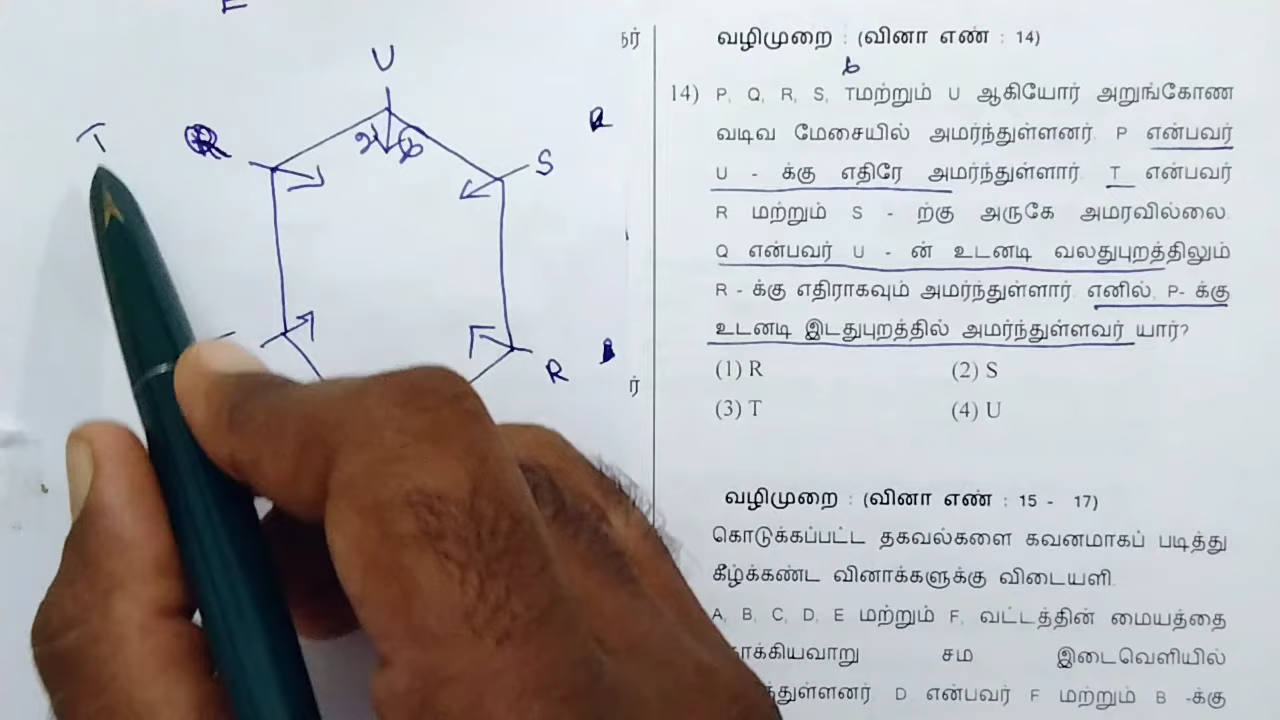 E
U
T
S
R
வழிமுறை : (வினா எண் : 14)
6
14) P, Q, R, S, Tமற்றும் U ஆகியோர் அறுங்கோண
வடிவ மேசையில் அமர்ந்துள்ளனர். P என்பவர்
U - க்கு எதிரே அமர்ந்துள்ளார். T என்பவர்
R மற்றும் S - ற்கு அருகே அமரவில்லை.
Q என்பவர் U - ன் உடனடி வலதுபுறத்திலும்
R - க்கு எதிராகவும் அமர்ந்துள்ளார். எனில், P- க்கு
உடனடி இடதுபுறத்தில் அமர்ந்துள்ளவர் யார்?
(1) R (2) S
(3) T (4) U
வழிமுறை : (வினா எண் : 15 - 17)
கொடுக்கப்பட்ட தகவல்களை கவனமாகப் படித்து
கீழ்க்கண்ட வினாக்களுக்கு விடையளி.
A, B, C, D, E மற்றும் F, வட்டத்தின் மையத்தை
சம இடைவெளியில்
D என்பவர் F மற்றும் B -க்கு